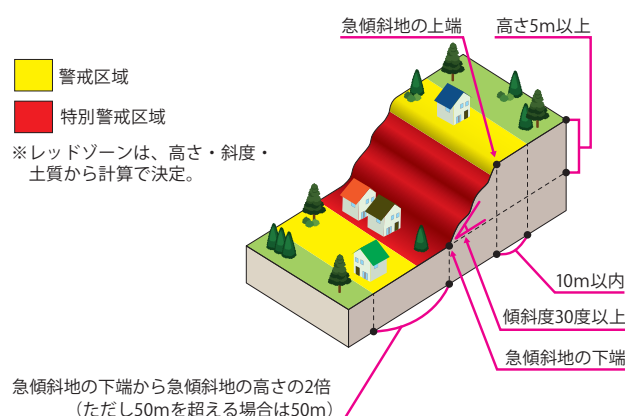 急傾斜地の上端
高さ5m以上
警戒区域
特別警戒区域
※レッドゾーンは、高さ・斜度・
土質から計算で決定。
10m以内
傾斜度30度以上
急傾斜地の下端
急傾斜地の下端から急傾斜地の高さの2倍
（ただし50mを超える場合は50m）